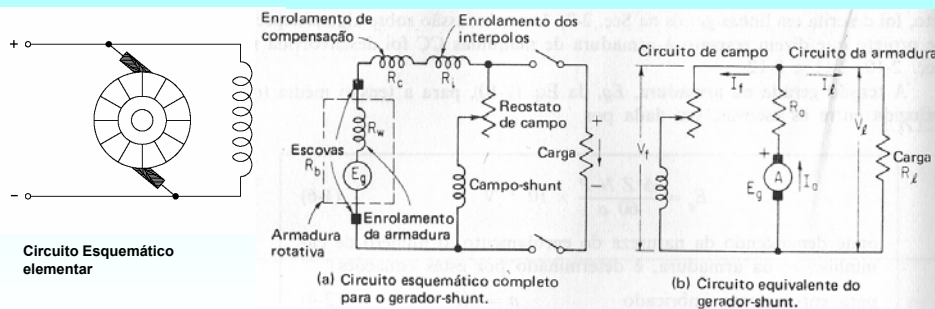 +
−
Circuito Esquemático
elementar
Enrolamento de
compensação
Enrolamento dos
interpolos
R_c
R_i
R_w
Escovas
R_b
E_g
Reostato
de campo
+
Carga
−
Campo-shunt
Armadura
rotativa
Enrolamento
da armadura
(a) Circuito esquemático completo
para o gerador-shunt.
Circuito de campo
Circuito da armadura
I_f
I_ℓ
R_a
V_f
V_ℓ
+
A
E_g
I_a
Carga
R_ℓ
(b) Circuito equivalente do
gerador-shunt.